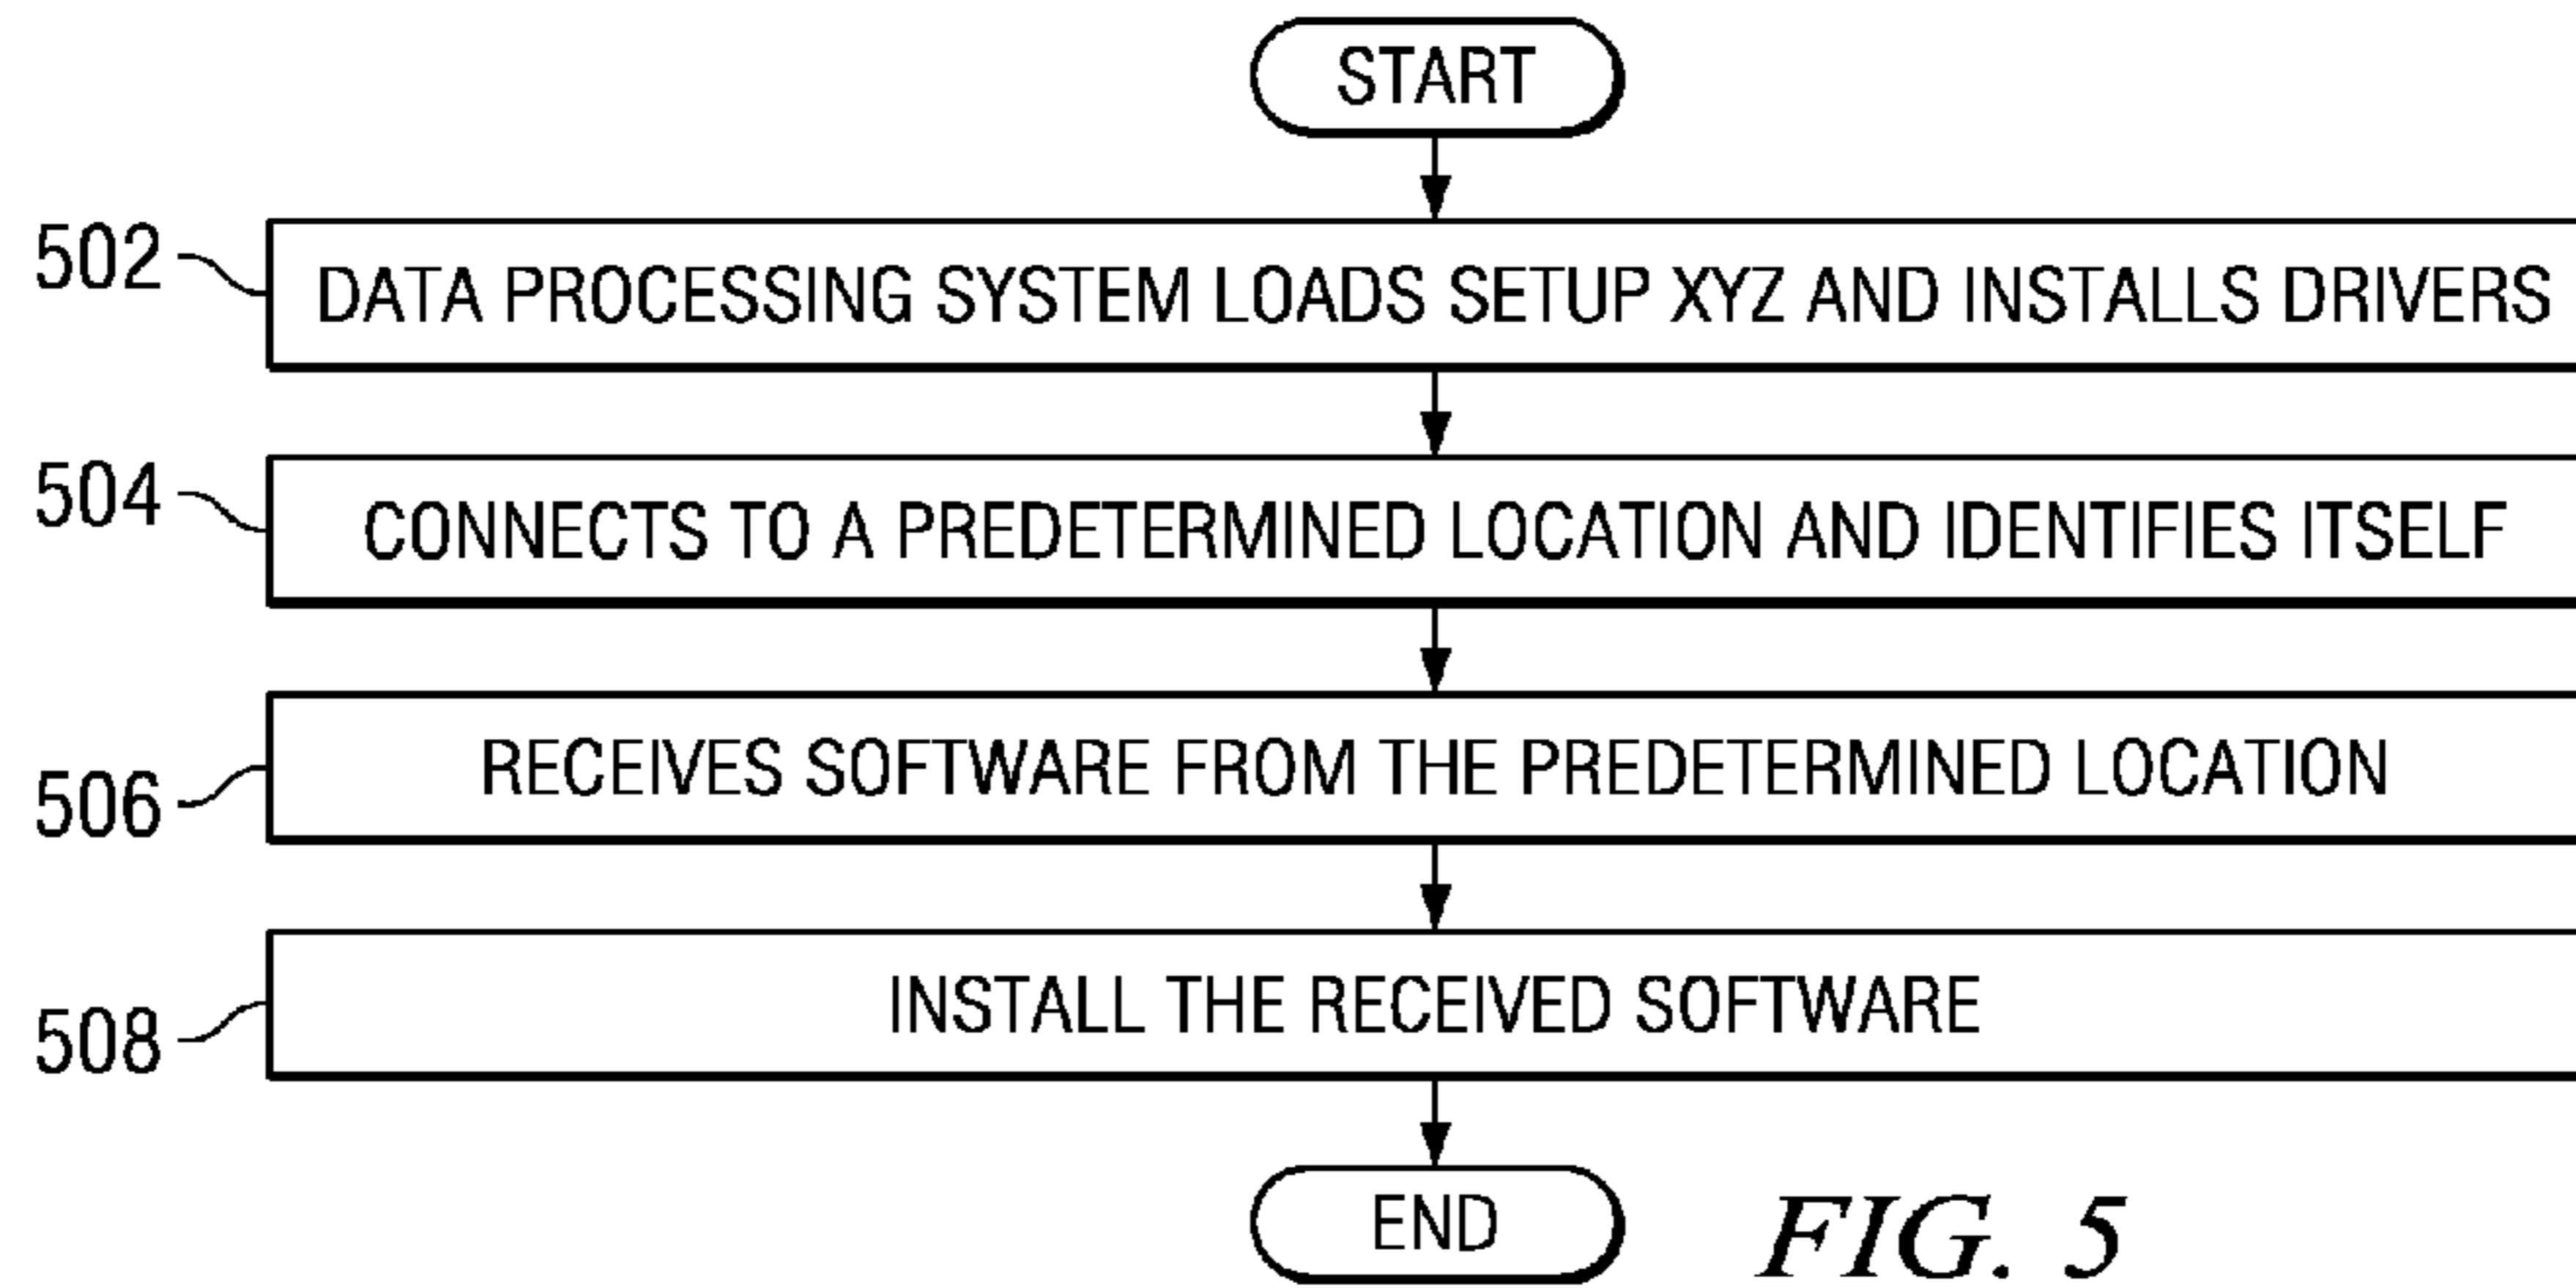 START
502 DATA PROCESSING SYSTEM LOADS SETUP XYZ AND INSTALLS DRIVERS
504 CONNECTS TO A PREDETERMINED LOCATION AND IDENTIFIES ITSELF
506 RECEIVES SOFTWARE FROM THE PREDETERMINED LOCATION
508 INSTALL THE RECEIVED SOFTWARE
END
FIG. 5